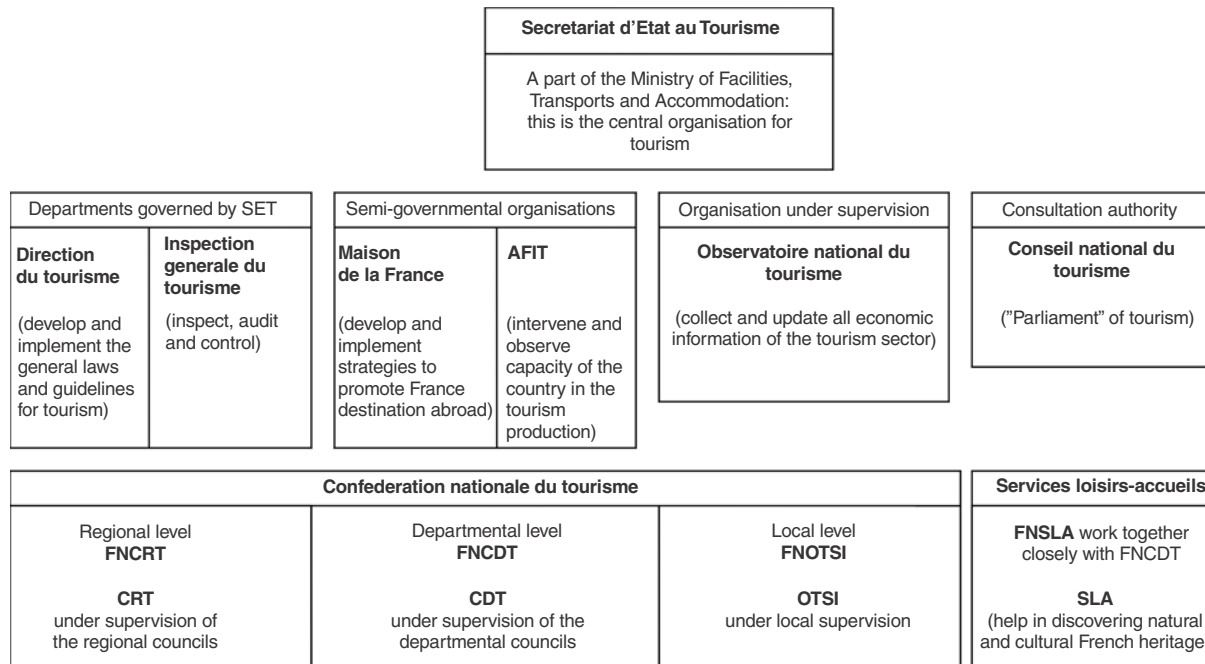 Secretariat d'Etat au Tourisme
A part of the Ministry of Facilities,
Transports and Accommodation:
this is the central organisation for
tourism
Departments governed by SET
Direction
du tourisme
(develop and
implement the
general laws
and guidelines
for tourism)
Inspection
generale du
tourisme
(inspect, audit
and control)
Semi-governmental organisations
Maison
de la France
(develop and
implement
strategies to
promote France
destination abroad)
AFIT
(intervene and
observe
capacity of the
country in the
tourism
production)
Organisation under supervision
Observatoire national du
tourisme
(collect and update all economic
information of the tourism sector)
Consultation authority
Conseil national du
tourisme
("Parliament" of tourism)
Confederation nationale du tourisme
Regional level
FNCRT
CRT
under supervision of
the regional councils
Departmental level
FNCDT
CDT
under supervision of the
departmental councils
Local level
FNOTSI
OTSI
under local supervision
Services loisirs-accueils
FNSLA work together
closely with FNCDT
SLA
(help in discovering natural
and cultural French heritage